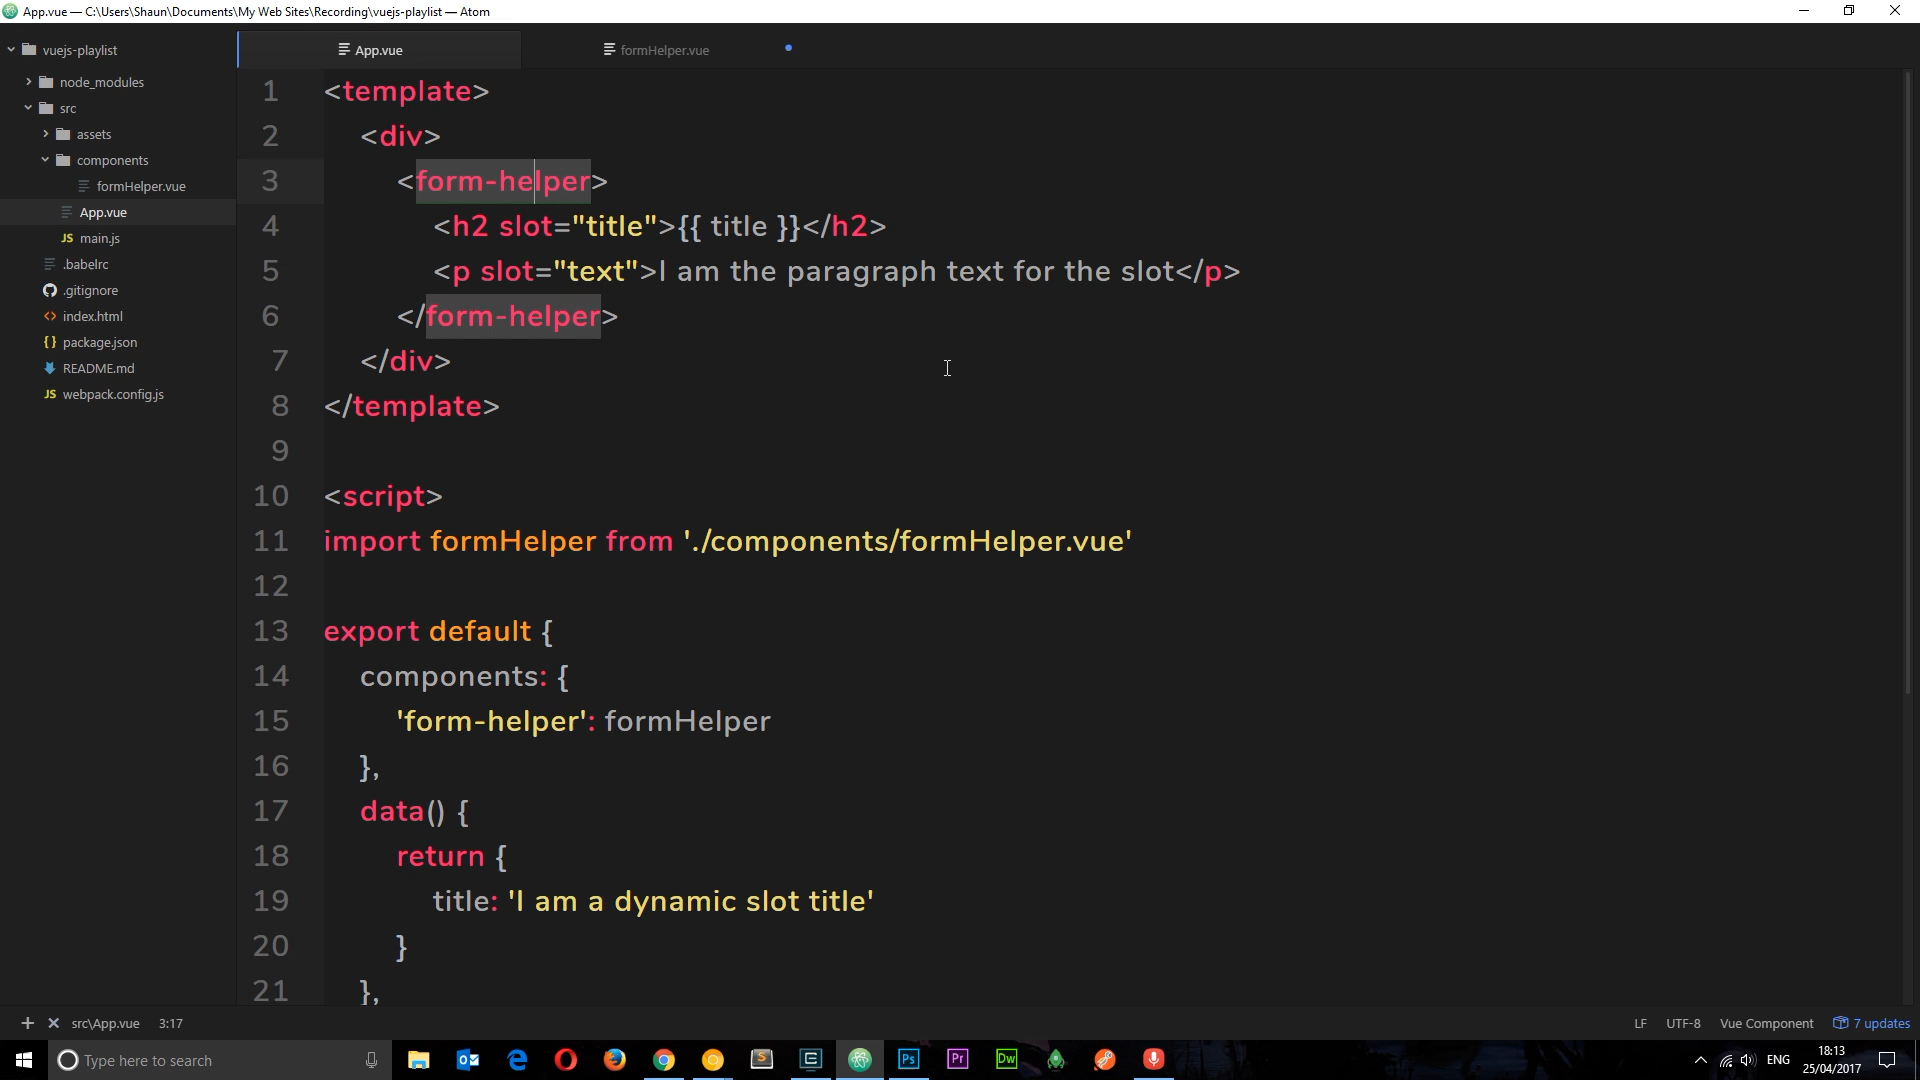 App.vue — C:\Users\Shaun\Documents\My Web Sites\Recording\vuejs-playlist — Atom
vuejs-playlist
node_modules
src
assets
components
formHelper.vue
App.vue
JS main.js
.babelrc
.gitignore
<> index.html
{} package.json
README.md
JS webpack.config.js
App.vue
formHelper.vue
1 <template>
2 <div>
3 <form-helper>
4 <h2 slot="title">{{ title }}</h2>
5 <p slot="text">I am the paragraph text for the slot</p>
6 </form-helper>
7 </div>
8 </template>
9
10 <script>
11 import formHelper from './components/formHelper.vue'
12
13 export default {
14 components: {
15 'form-helper': formHelper
16 },
17 data() {
18 return {
19 title: 'I am a dynamic slot title'
20 }
21 },
src\App.vue 3:17
LF UTF-8 Vue Component 7 updates
Type here to search
Ps
Pr
Dw
ENG
18:13
25/04/2017